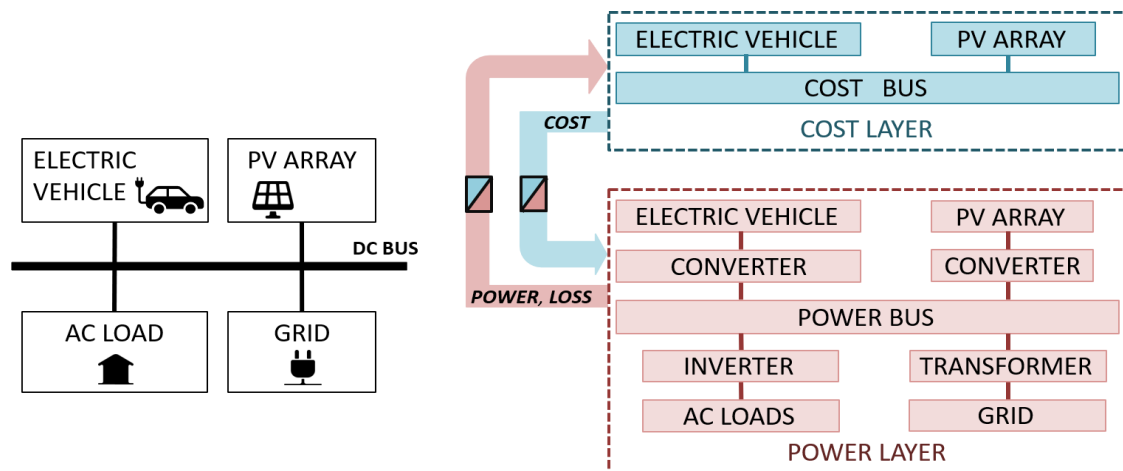 ELECTRIC
VEHICLE
PV ARRAY
DC BUS
AC LOAD
GRID
ELECTRIC VEHICLE
PV ARRAY
COST BUS
COST LAYER
COST
POWER, LOSS
ELECTRIC VEHICLE
PV ARRAY
CONVERTER
CONVERTER
POWER BUS
INVERTER
TRANSFORMER
AC LOADS
GRID
POWER LAYER